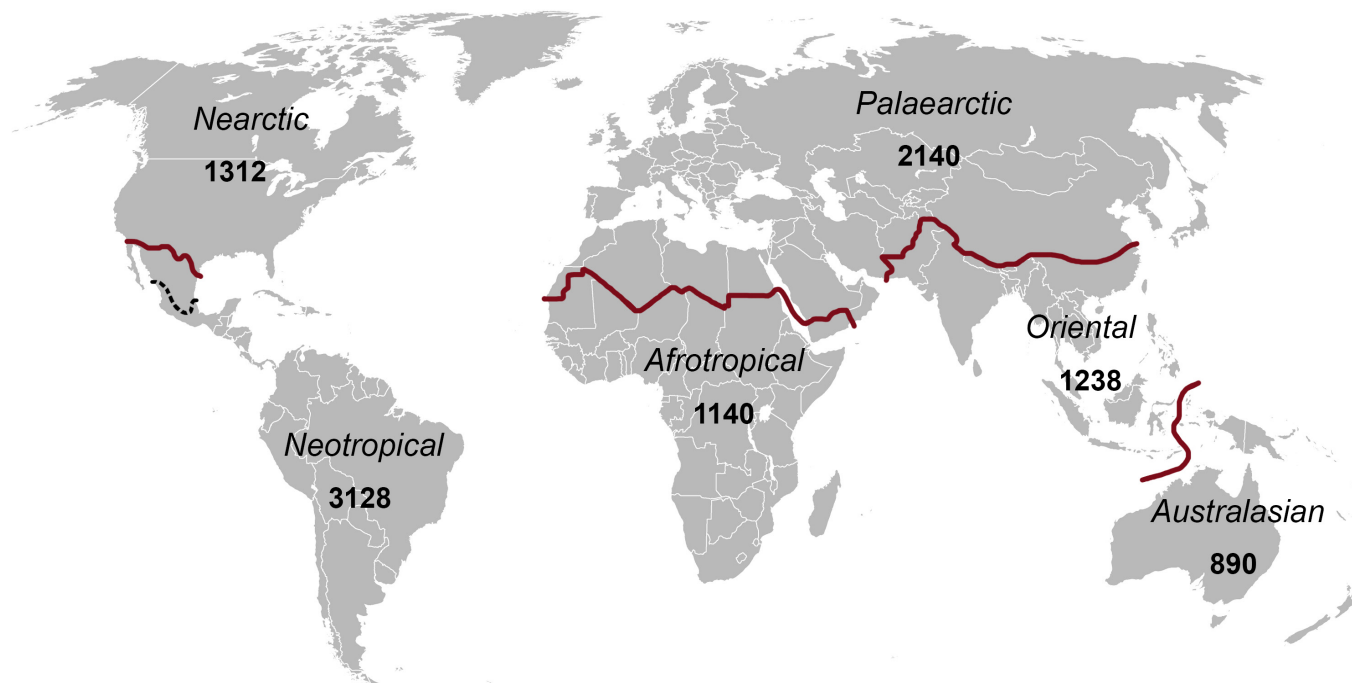 Nearctic
1312
Palaearctic
2140
Oriental
1238
Afrotropical
1140
Neotropical
3128
Australasian
890